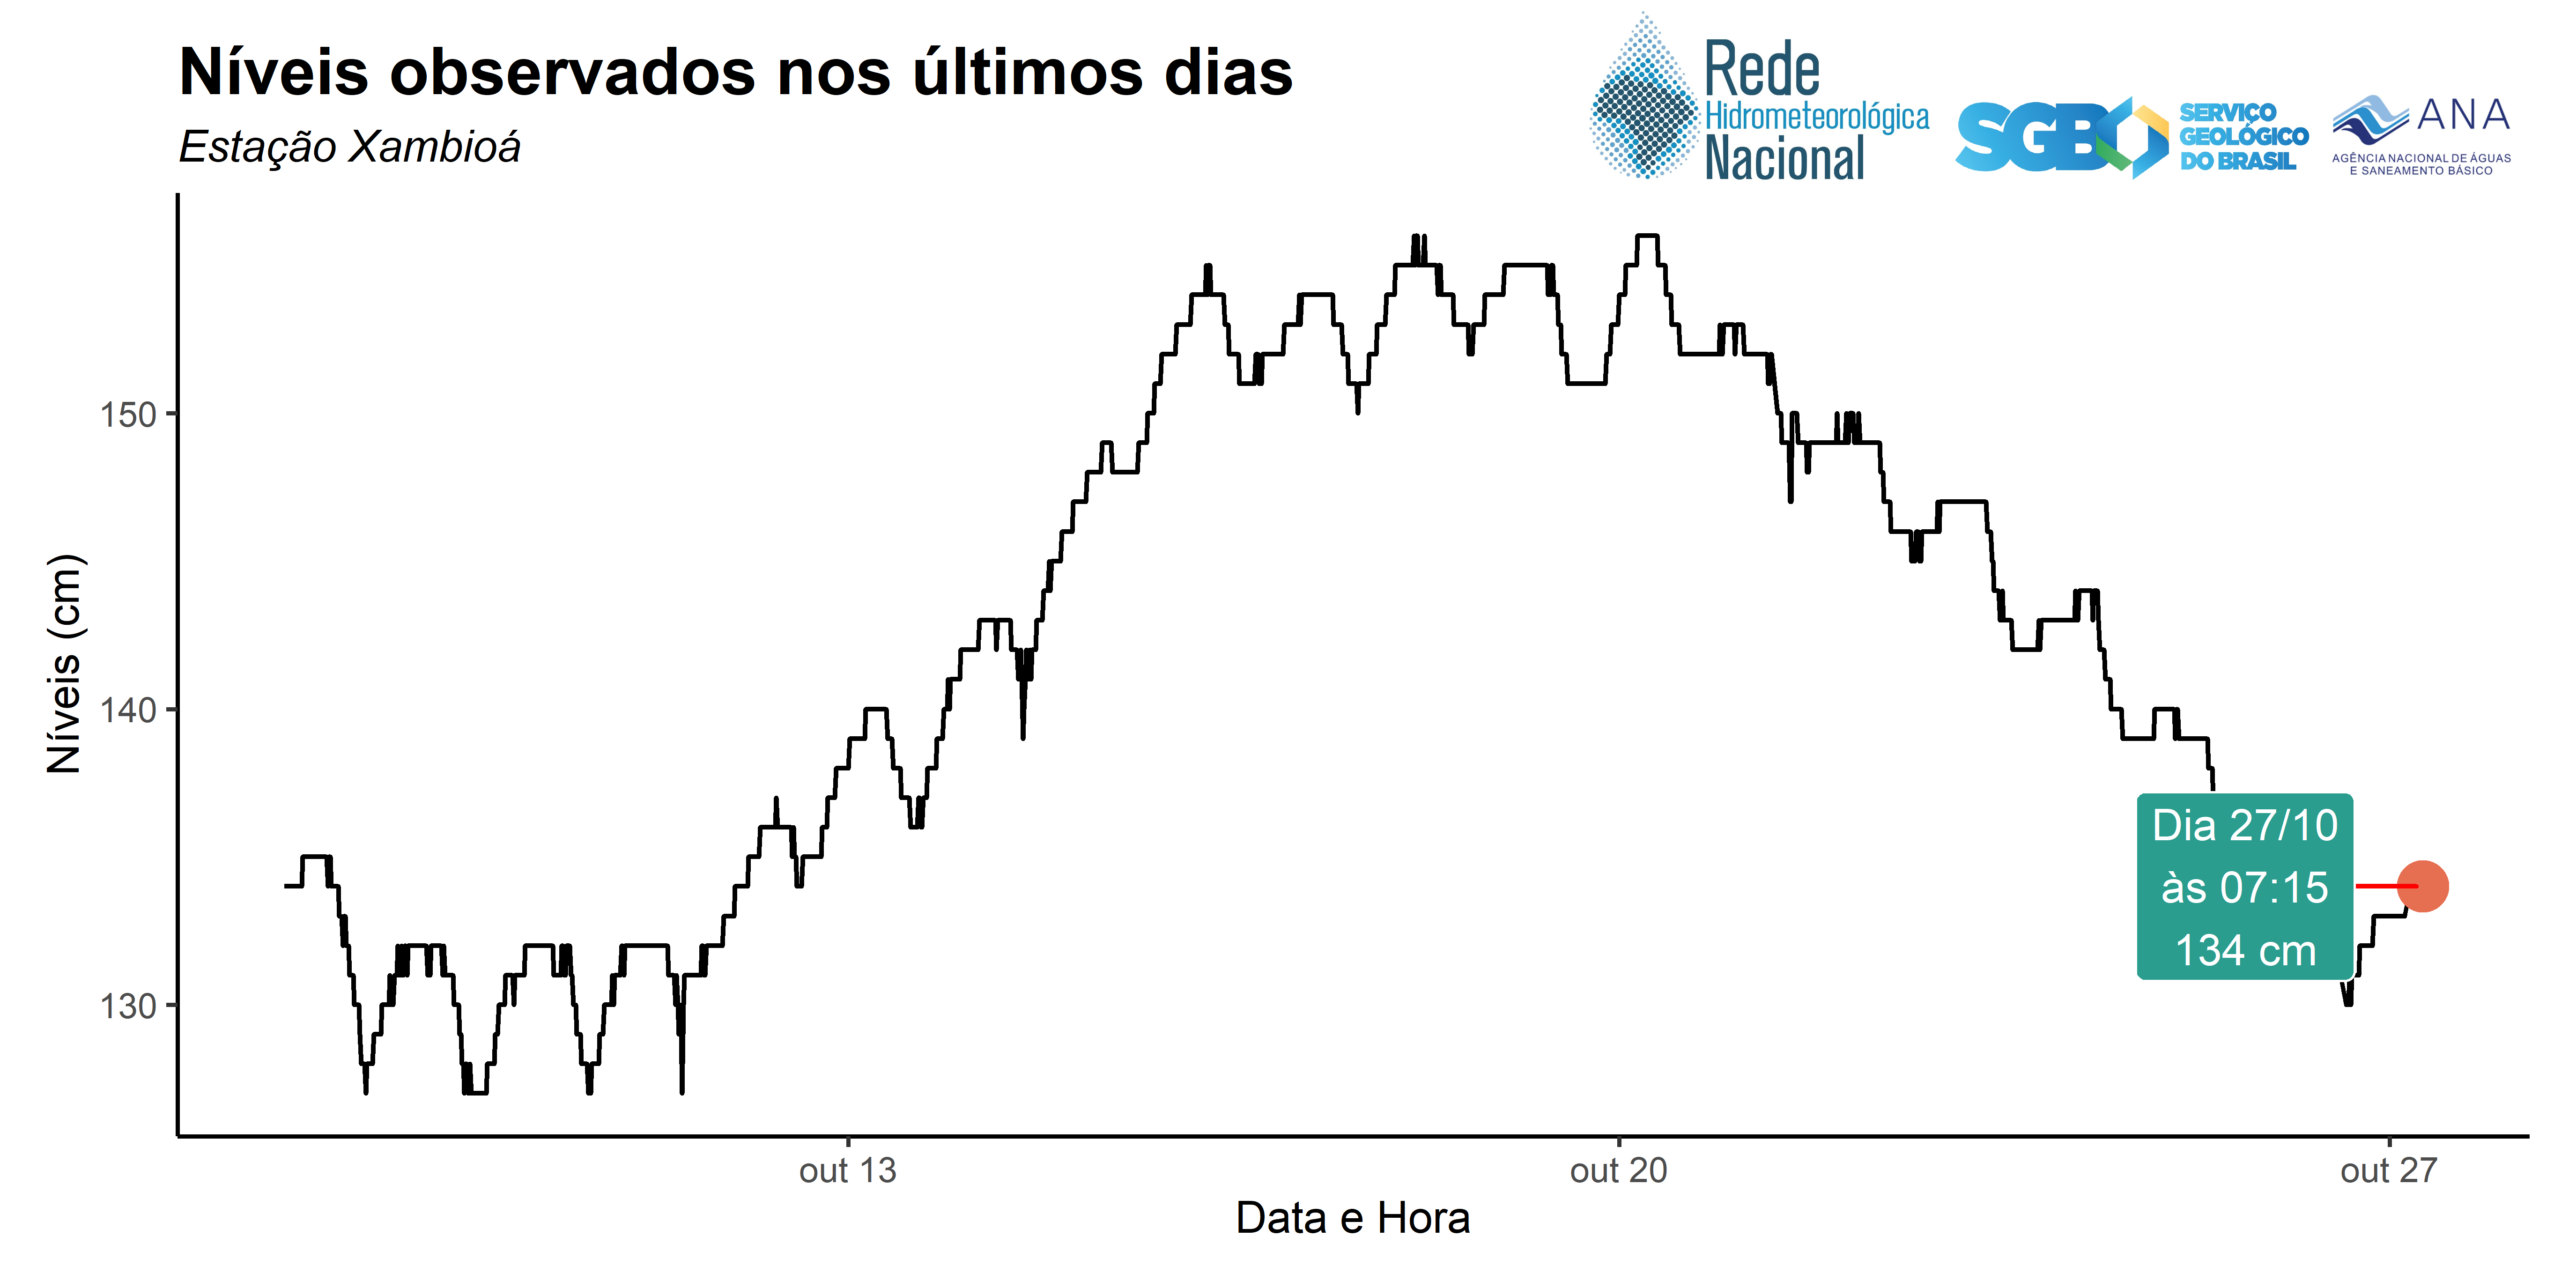 Níveis observados nos últimos dias
Estação Xambioá
Rede
Hidrometeorológica
Nacional
SGB
SERVIÇO
GEOLÓGICO
DO BRASIL
ANA
AGÊNCIA NACIONAL DE ÁGUAS
E SANEAMENTO BÁSICO
Níveis (cm)
150
140
130
Dia 27/10
às 07:15
134 cm
out 13
out 20
out 27
Data e Hora